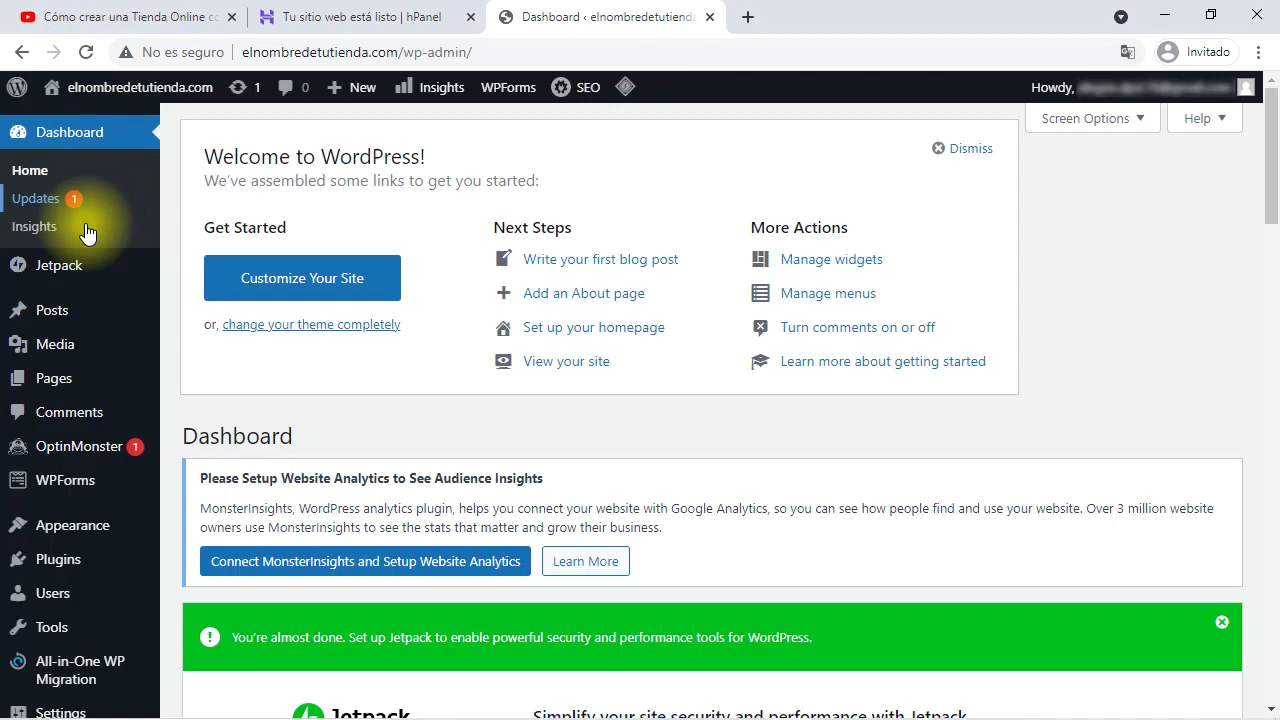 Cómo crear una Tienda Online c
Tu sitio web está listo | hPanel
Dashboard ‹ elnombredetutienda
No es seguro
elnombredetutienda.com/wp-admin/
Invitado
elnombredetutienda.com
1
0
New
Insights
WPForms
SEO
Howdy,
Dashboard
Home
Updates 1
Insights
Jetpack
Posts
Media
Pages
Comments
OptinMonster 1
WPForms
Appearance
Plugins
Users
Tools
All-in-One WP
Migration
Settings
Screen Options
Help
Welcome to WordPress!
We've assembled some links to get you started:
Dismiss
Get Started
Customize Your Site
or, change your theme completely
Next Steps
Write your first blog post
Add an About page
Set up your homepage
View your site
More Actions
Manage widgets
Manage menus
Turn comments on or off
Learn more about getting started
Dashboard
Please Setup Website Analytics to See Audience Insights
MonsterInsights, WordPress analytics plugin, helps you connect your website with Google Analytics, so you can see how people find and use your website. Over 3 million website
owners use MonsterInsights to see the stats that matter and grow their business.
Connect MonsterInsights and Setup Website Analytics
Learn More
You're almost done. Set up Jetpack to enable powerful security and performance tools for WordPress.
Jetpack
Simplify your site security and performance with Jetpack